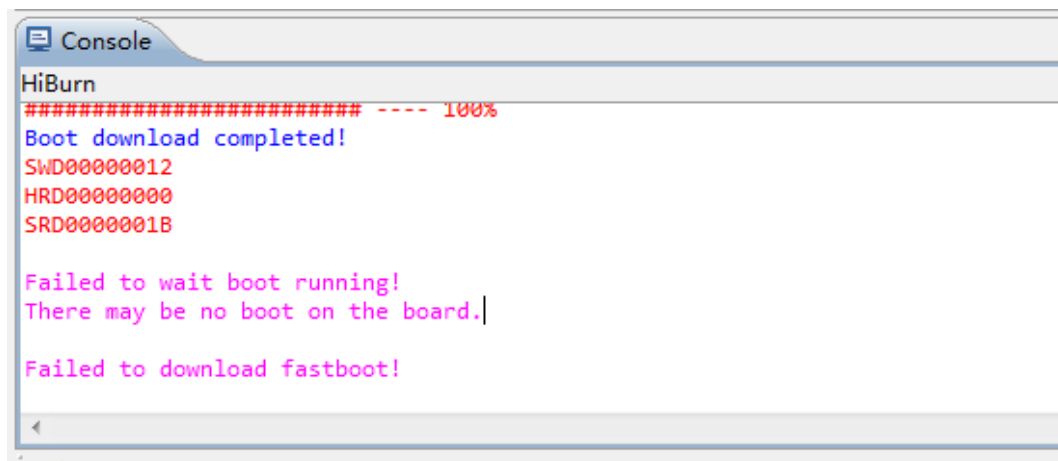 Console
HiBurn
######################### ---- 100%
Boot download completed!
SWD00000012
HRD00000000
SRD0000001B
Failed to wait boot running!
There may be no boot on the board.
Failed to download fastboot!